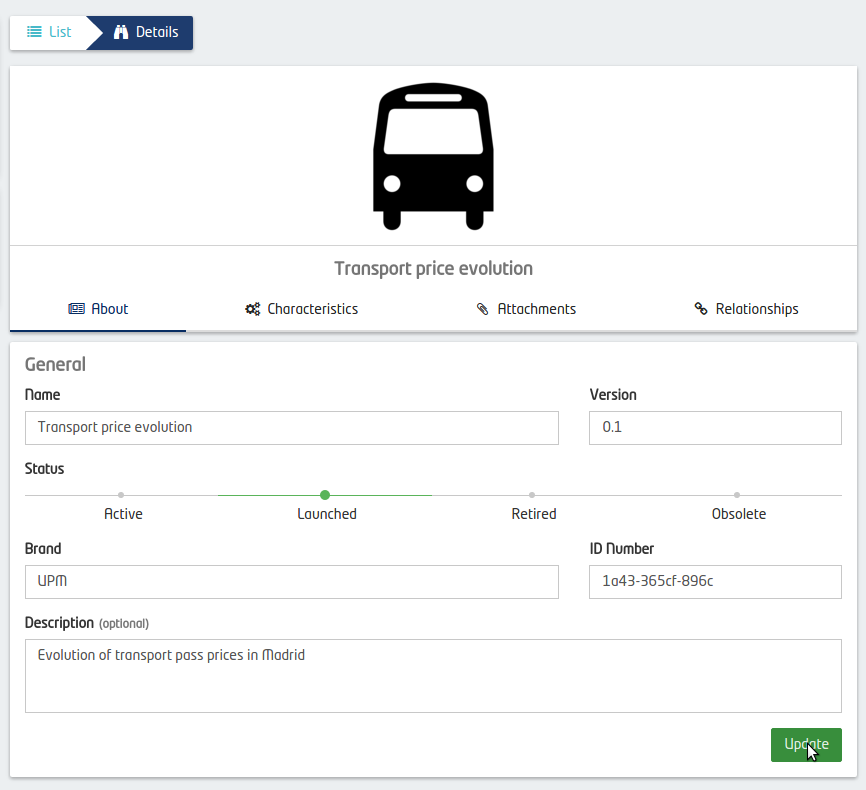 List Details
Transport price evolution
About Characteristics Attachments Relationships
General
Name Version
Transport price evolution 0.1
Status
Active Launched Retired Obsolete
Brand ID Number
UPM 1a43-365cf-896c
Description (optional)
Evolution of transport pass prices in Madrid
Update